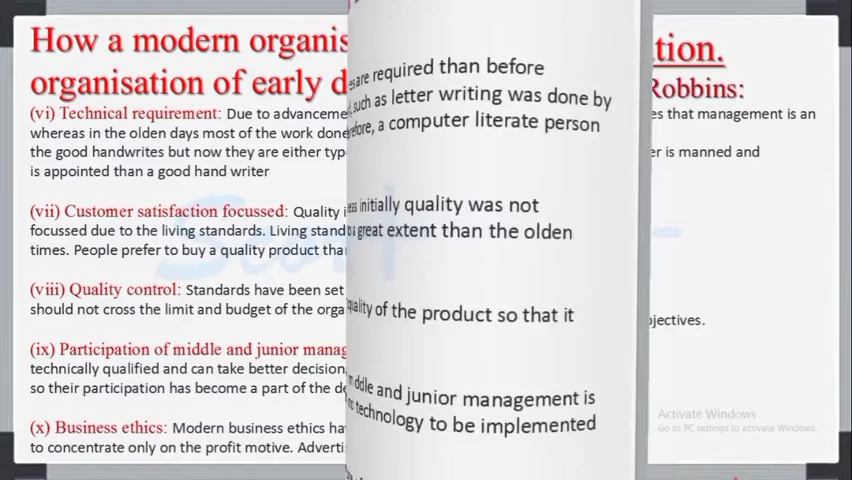 How a modern organis
organisation of early d
(vi) Technical requirement: Due to advanceme
whereas in the olden days most of the work done
the good handwrites but now they are either typ
is appointed than a good hand writer
(vii) Customer satisfaction focussed: Quality i
focussed due to the living standards. Living stand
times. People prefer to buy a quality product tha
(viii) Quality control: Standards have been set
should not cross the limit and budget of the orga
(ix) Participation of middle and junior manag
technically qualified and can take better decision
so their participation has become a part of the de
(x) Business ethics: Modern business ethics ha
to concentrate only on the profit motive. Adverti
are required than before
such as letter writing was done by
efore, a computer literate person
initially quality was not
a great extent than the olden
quality of the product so that it
ddle and junior management is
technology to be implemented
tion.
Robbins:
es that management is an
er is manned and
bjectives.
Activate Windows
Go to PC settings to activate Windows.